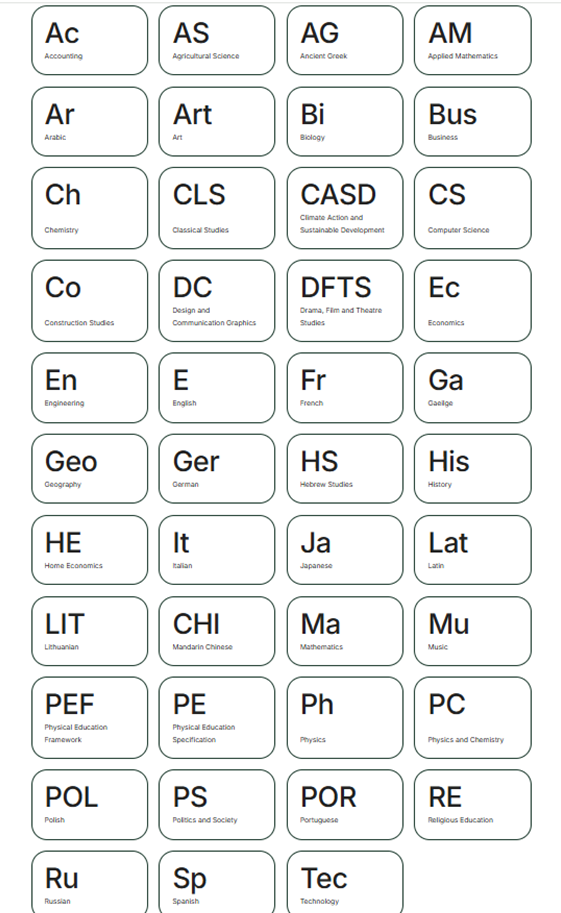 Ac
Accounting
AS
Agricultural Science
AG
Ancient Greek
AM
Applied Mathematics
Ar
Arabic
Art
Art
Bi
Biology
Bus
Business
Ch
Chemistry
CLS
Classical Studies
CASD
Climate Action and
Sustainable Development
CS
Computer Science
Co
Construction Studies
DC
Design and
Communication Graphics
DFTS
Drama, Film and Theatre
Studies
Ec
Economics
En
Engineering
E
English
Fr
French
Ga
Gaeilge
Geo
Geography
Ger
German
HS
Hebrew Studies
His
History
HE
Home Economics
It
Italian
Ja
Japanese
Lat
Latin
LIT
Lithuanian
CHI
Mandarin Chinese
Ma
Mathematics
Mu
Music
PEF
Physical Education
Framework
PE
Physical Education
Specification
Ph
Physics
PC
Physics and Chemistry
POL
Polish
PS
Politics and Society
POR
Portuguese
RE
Religious Education
Ru
Russian
Sp
Spanish
Tec
Technology